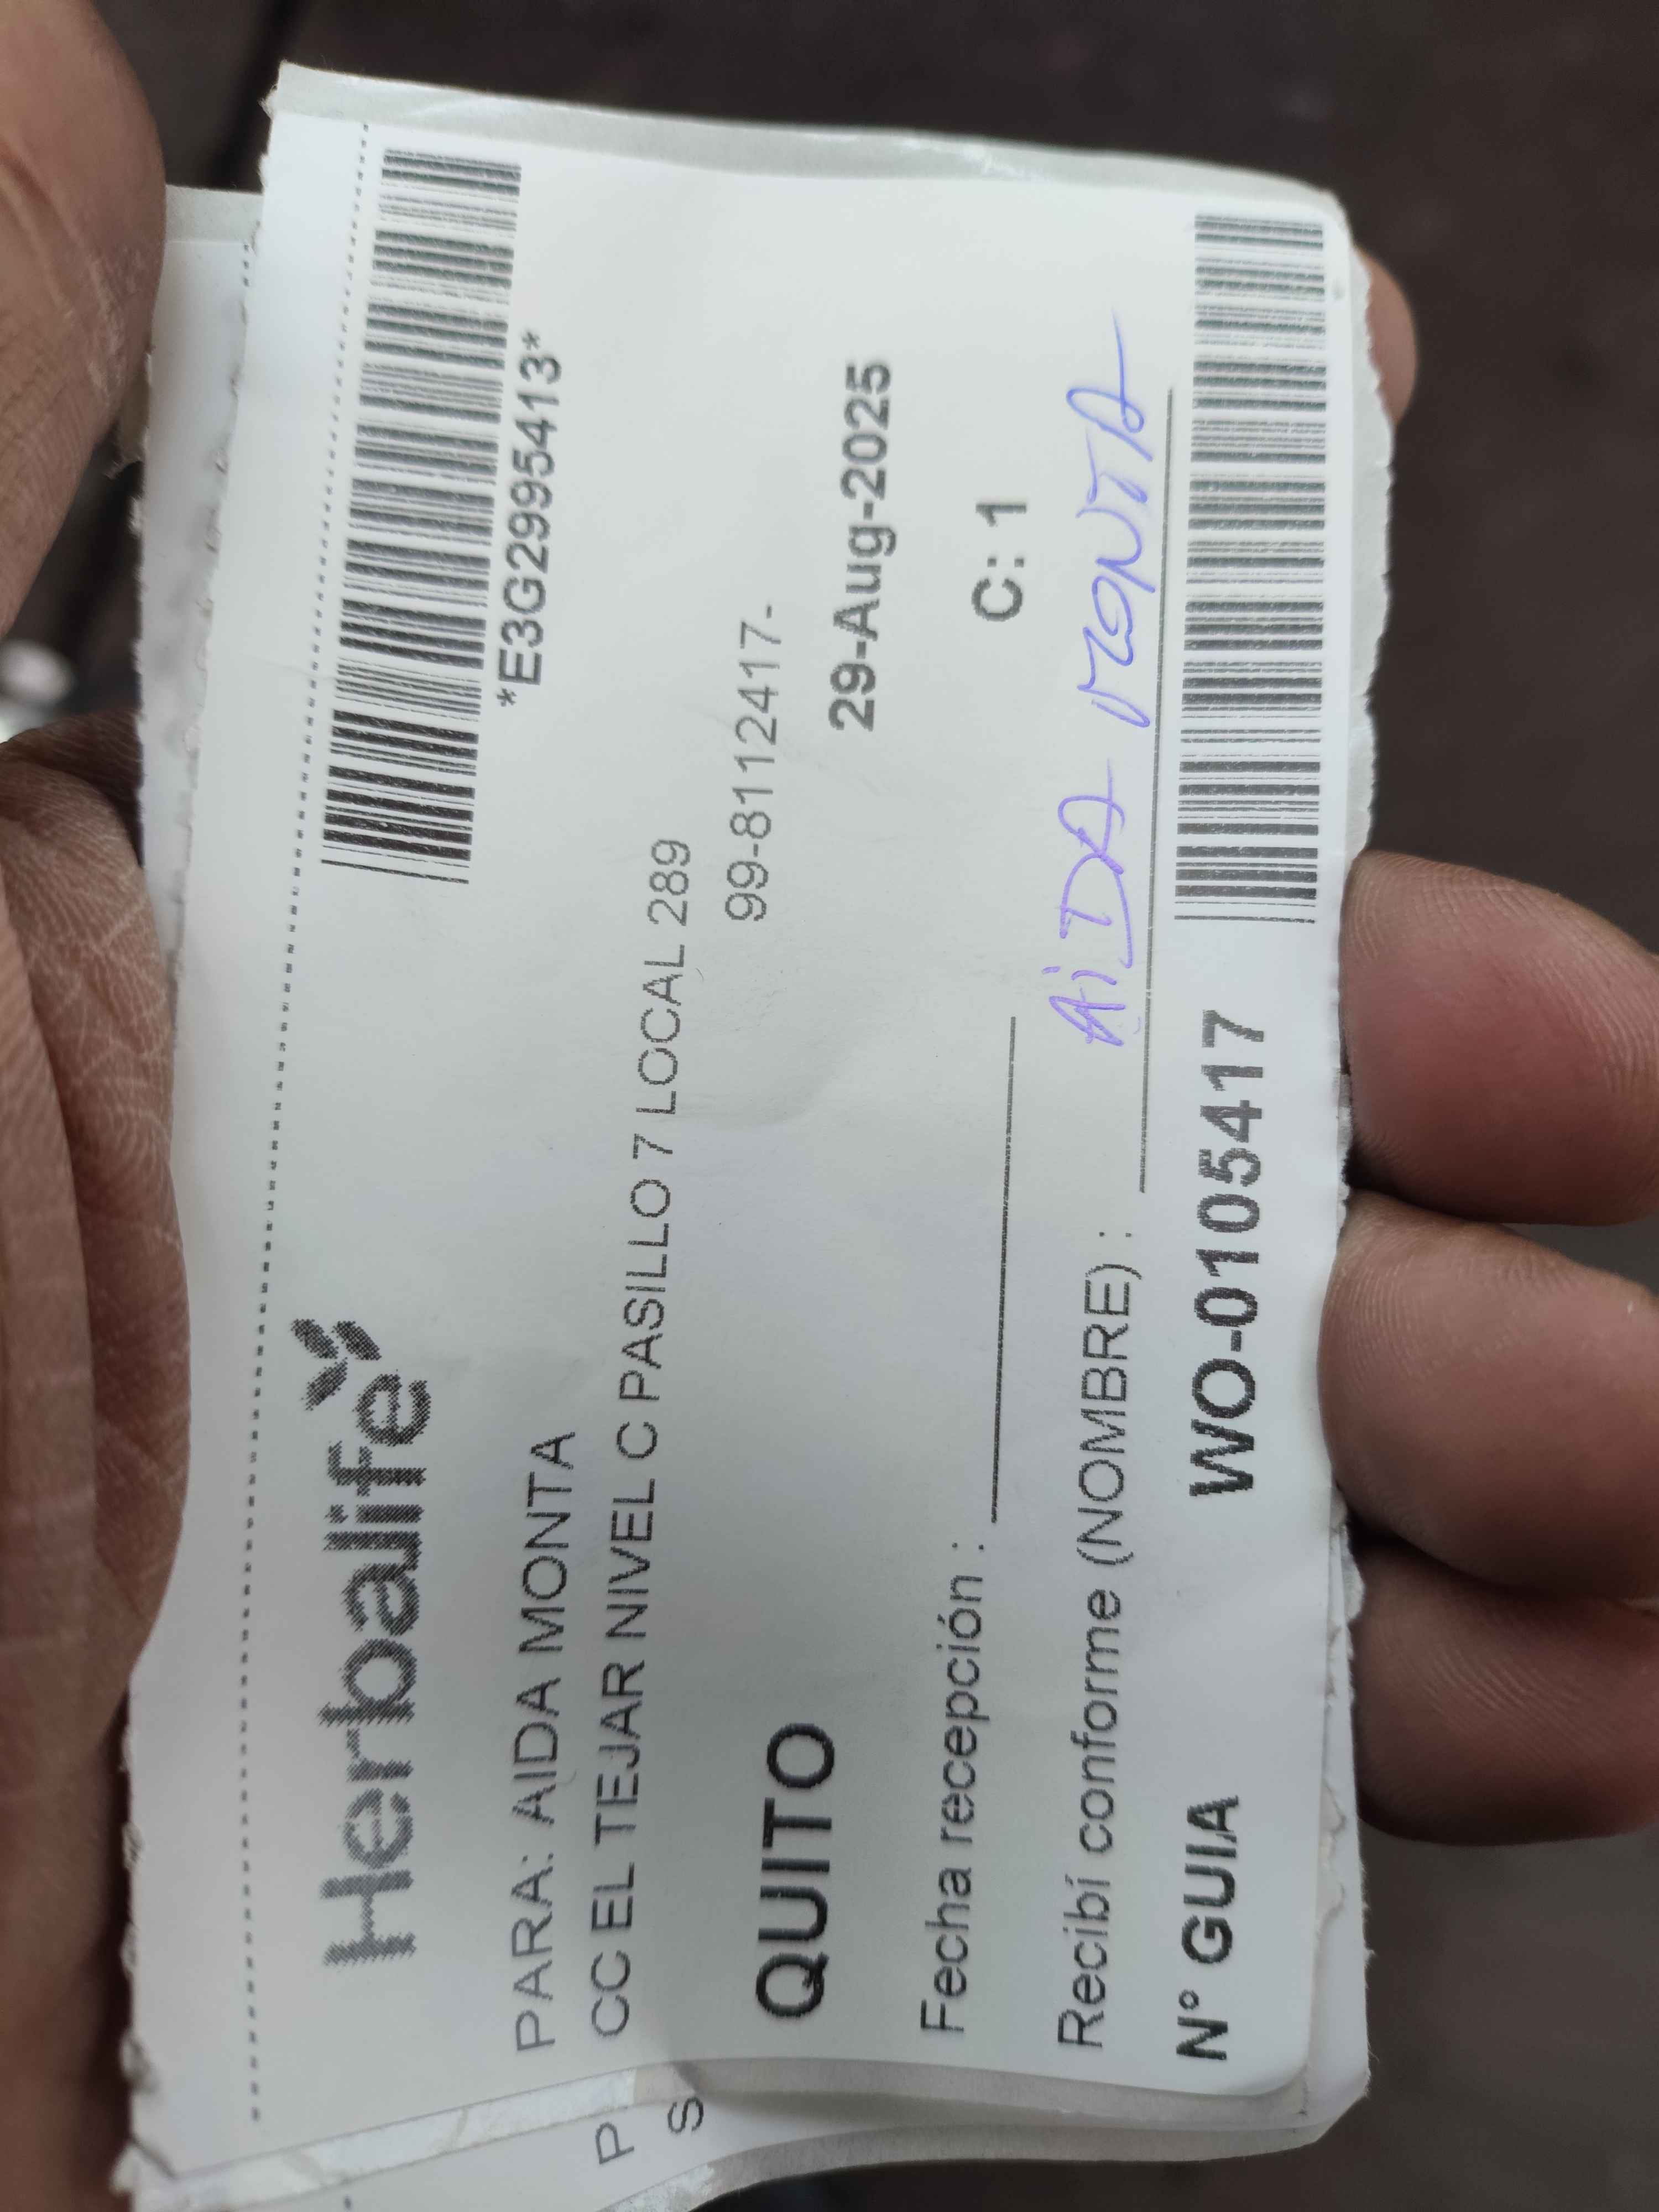 Herbalife
*E3G2995413*
PARA: AIDA MONTA
CC EL TEJAR NIVEL C PASILLO 7 LOCAL 289
99-8112417-
QUITO
29-Aug-2025
Fecha recepción :
C: 1
Recibí conforme (NOMBRE) : AiDA MONTA
N° GUIA WO-0105417
P
S